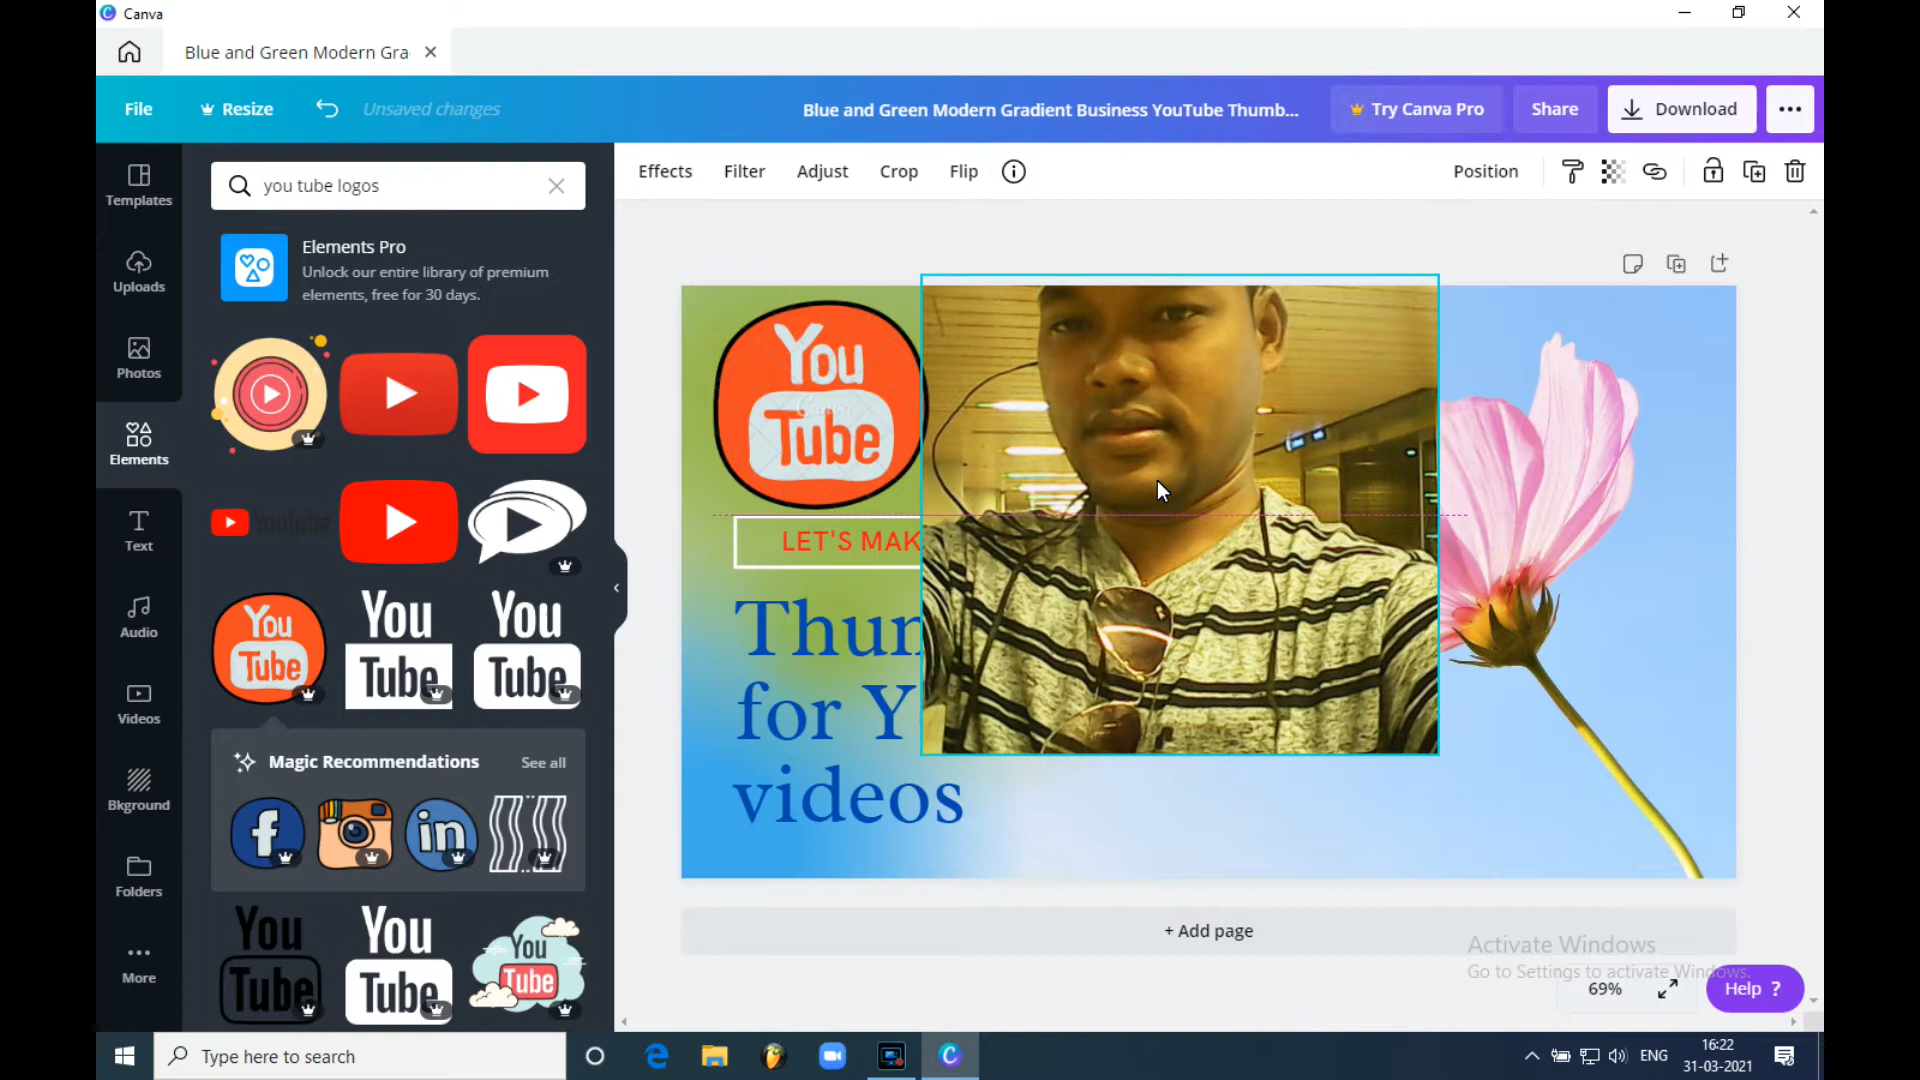 Canva
Blue and Green Modern Gra
File
Resize
Unsaved changes
Blue and Green Modern Gradient Business YouTube Thumb...
Try Canva Pro
Share
Download
Templates
Uploads
Photos
Elements
Text
Audio
Videos
Bkground
Folders
More
you tube logos
Elements Pro
Unlock our entire library of premium
elements, free for 30 days.
YouTube
You
Tube
You
Tube
You
Tube
Magic Recommendations
See all
f
in
You
Tube
You
Tube
You
Tube
Effects
Filter
Adjust
Crop
Flip
Position
You
Tube
Canva
LET'S MAK
Thun
for Y
videos
+ Add page
Activate Windows
Go to Settings to activate Windows.
69%
Help ?
Type here to search
ENG
16:22
31-03-2021